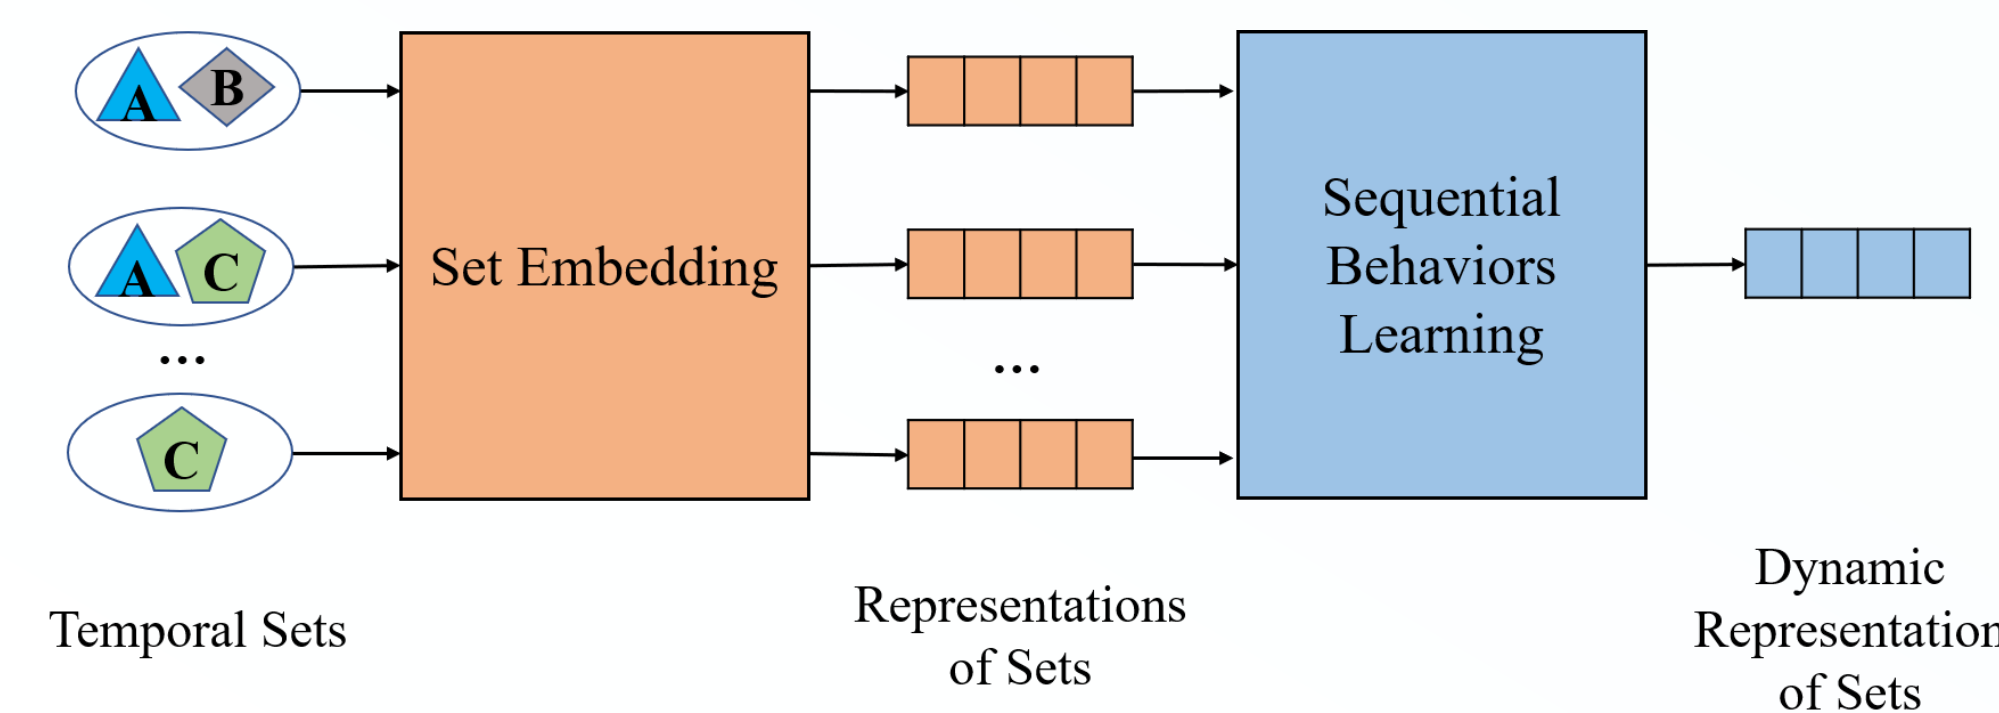 A B
A C
...
C
Set Embedding
...
Sequential
Behaviors
Learning
Temporal Sets
Representations
of Sets
Dynamic
Representation
of Sets